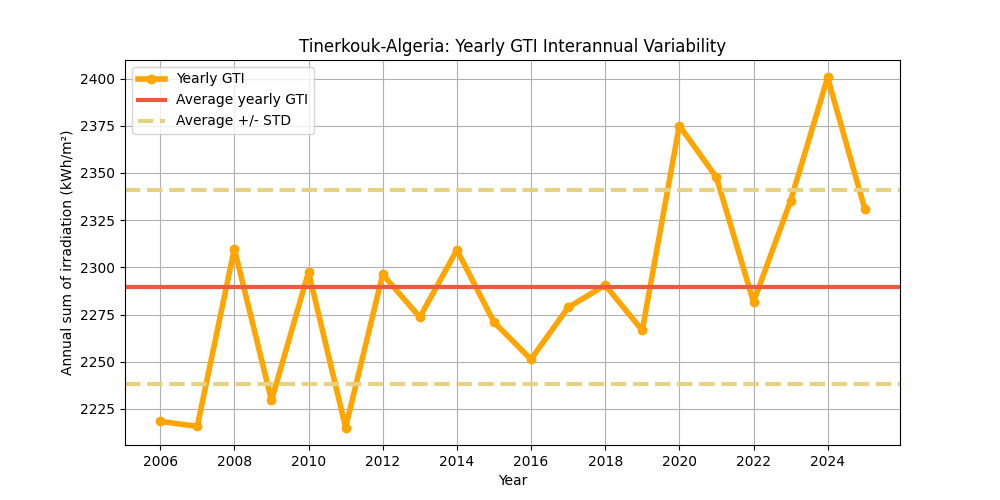 Tinerkouk-Algeria: Yearly GTI Interannual Variability
Yearly GTI
Average yearly GTI
Average +/- STD
Annual sum of irradiation (kWh/m²)
2400
2375
2350
2325
2300
2275
2250
2225
2006 2008 2010 2012 2014 2016 2018 2020 2022 2024
Year